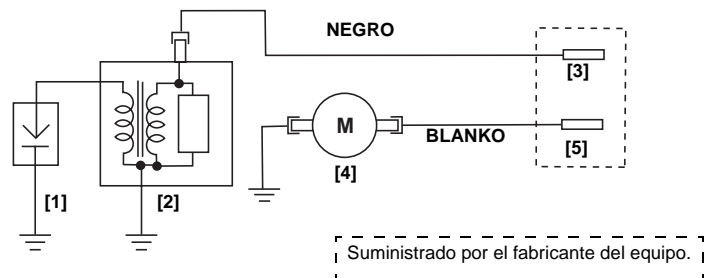 NEGRO
[3]
M
BLANKO
[1]
[2]
[4]
[5]
Suministrado por el fabricante del equipo.